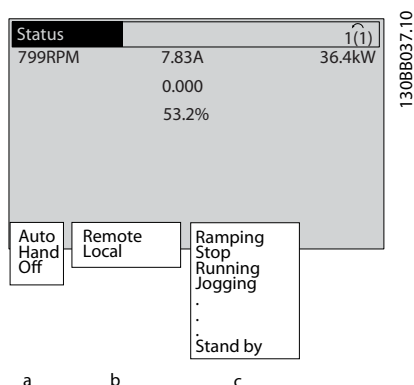 Status 1(1)
799RPM 7.83A 36.4kW
0.000
53.2%
Auto
Hand
Off
Remote
Local
Ramping
Stop
Running
Jogging
.
.
.
Stand by
a b c
130BB037.10